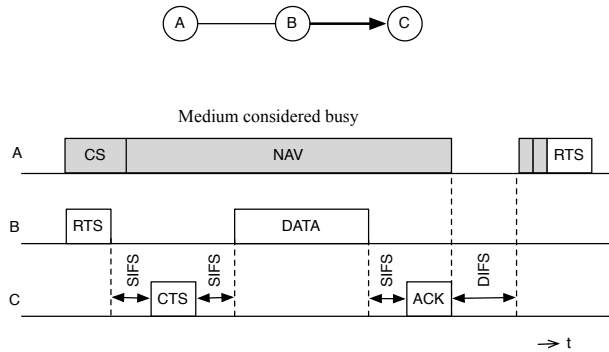 A B C
Medium considered busy
A CS NAV RTS
B RTS DATA
SIFS SIFS SIFS DIFS
C CTS ACK
t